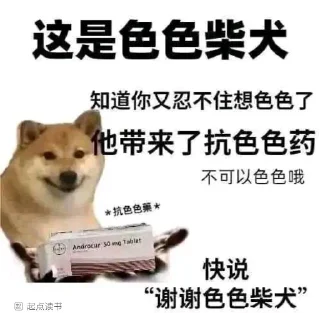 这是色色柴犬
知道你又忍不住想色色了
他带来了抗色色药
不可以色色哦
*抗色色藥*
Androcur 50 mg Tablet
快说
“谢谢色色柴犬”
起点读书